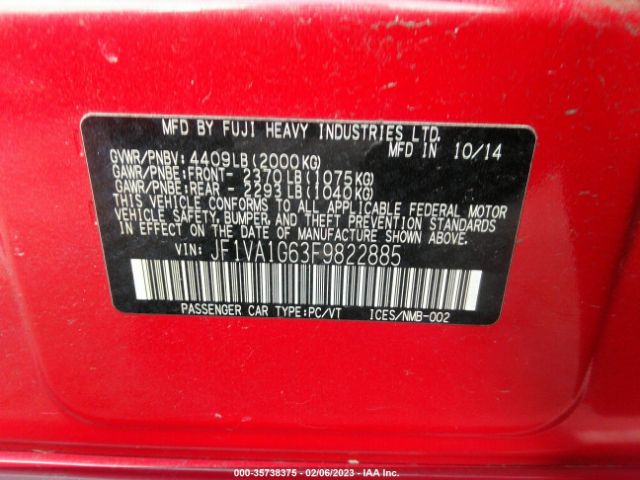 MFD BY FUJI HEAVY INDUSTRIES LTD.
MFD IN 10/14
GVWR/PNBV: 4409LB(2000KG)
GAWR/PNBE:FRONT- 2370LB(1075KG)
GAWR/PNBE:REAR - 2293LB(1040KG)
THIS VEHICLE CONFORMS TO ALL APPLICABLE FEDERAL MOTOR
VEHICLE SAFETY, BUMPER, AND THEFT PREVENTION STANDARDS
IN EFFECT ON THE DATE OF MANUFACTURE SHOWN ABOVE.
VIN: JF1VA1G63F9822885
PASSENGER CAR TYPE:PC/VT ICES/NMB-002
000-35738375 - 02/06/2023 - IAA Inc.